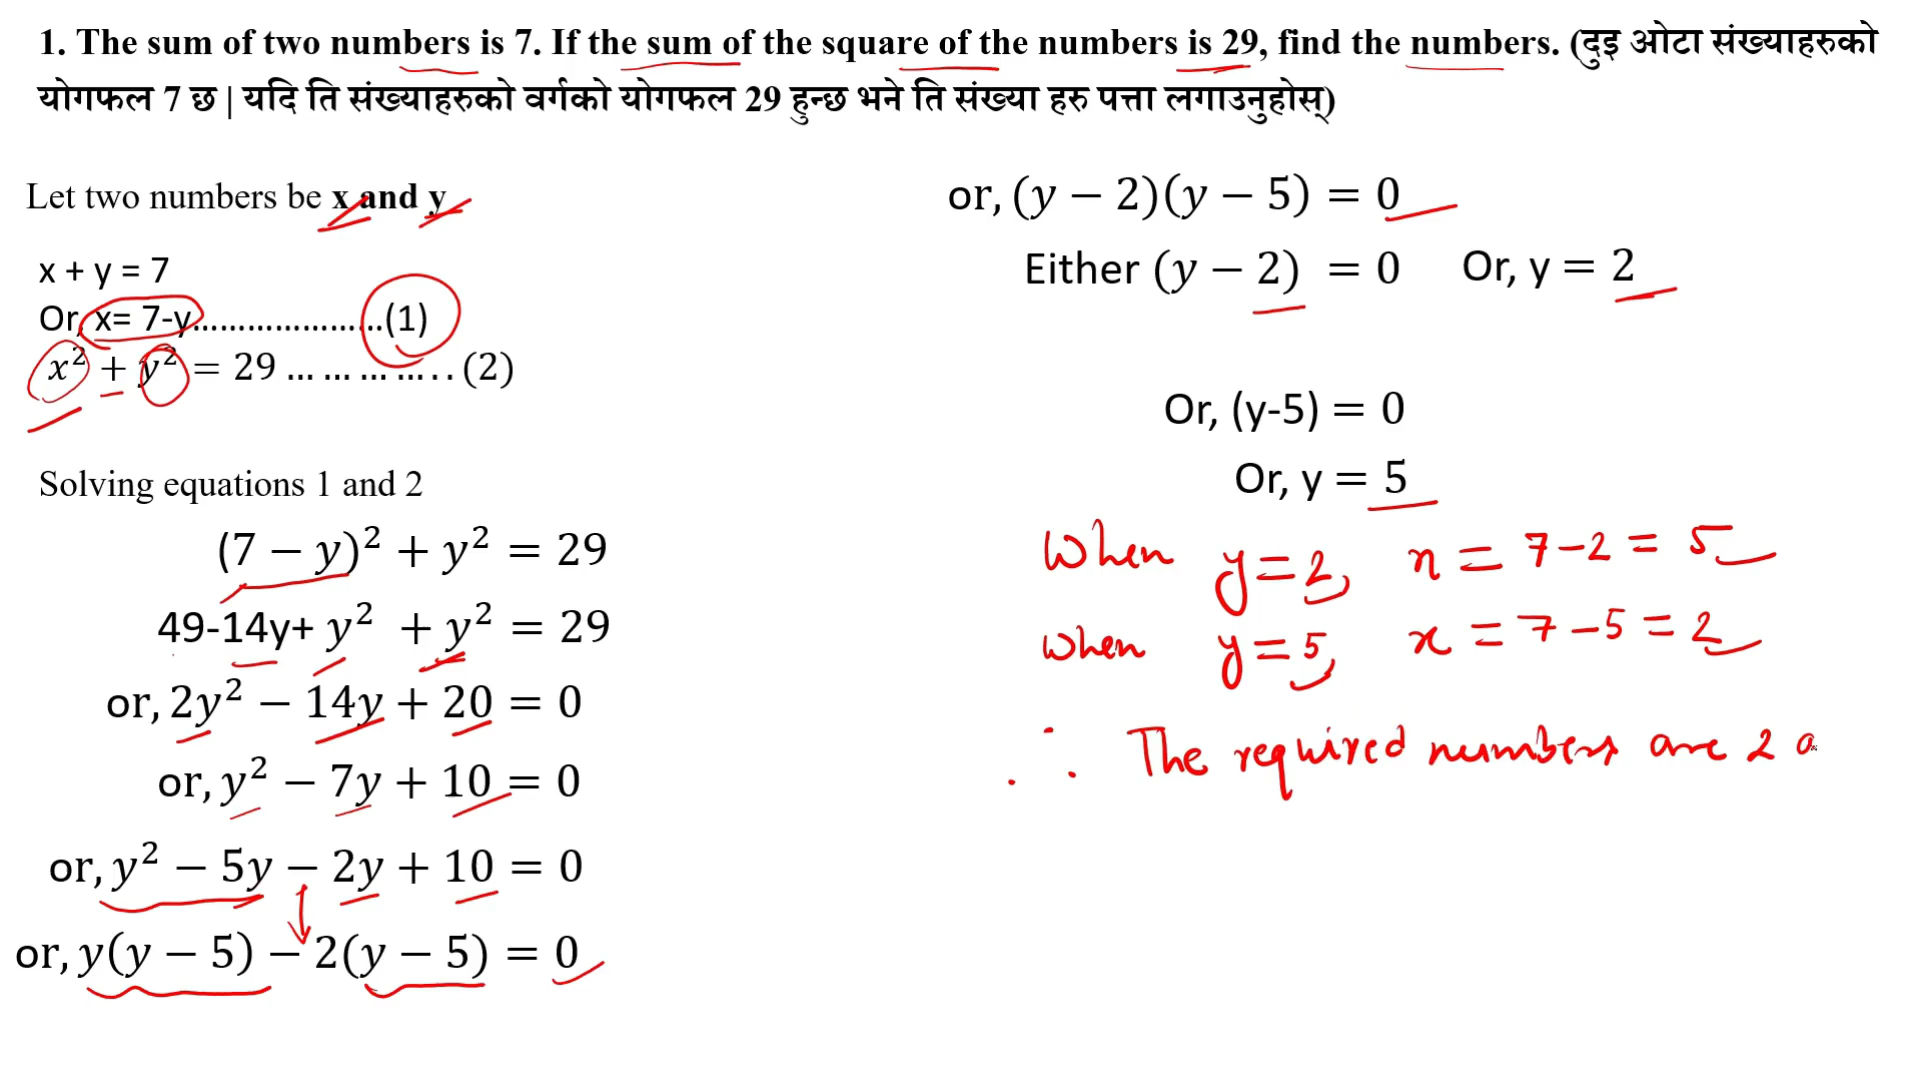 1. The sum of two numbers is 7. If the sum of the square of the numbers is 29, find the numbers. (दुइ ओटा संख्याहरुको
योगफल 7 छ | यदि ति संख्याहरुको वर्गको योगफल 29 हुन्छ भने ति संख्या हरु पत्ता लगाउनुहोस्)
Let two numbers be x and y
x + y = 7
Or, x= 7-y.....................(1)
x² + y² = 29 … … … … . . (2)
Solving equations 1 and 2
(7 − y)² + y² = 29
49-14y+ y² + y² = 29
or, 2y² − 14y + 20 = 0
or, y² − 7y + 10 = 0
or, y² − 5y − 2y + 10 = 0
or, y(y − 5) − 2(y − 5) = 0
or, (y − 2)(y − 5) = 0
Either (y − 2) = 0 Or, y = 2
Or, (y-5) = 0
Or, y = 5
When y = 2, x = 7 - 2 = 5
When y = 5, x = 7 - 5 = 2
∴ The required numbers are 2 a